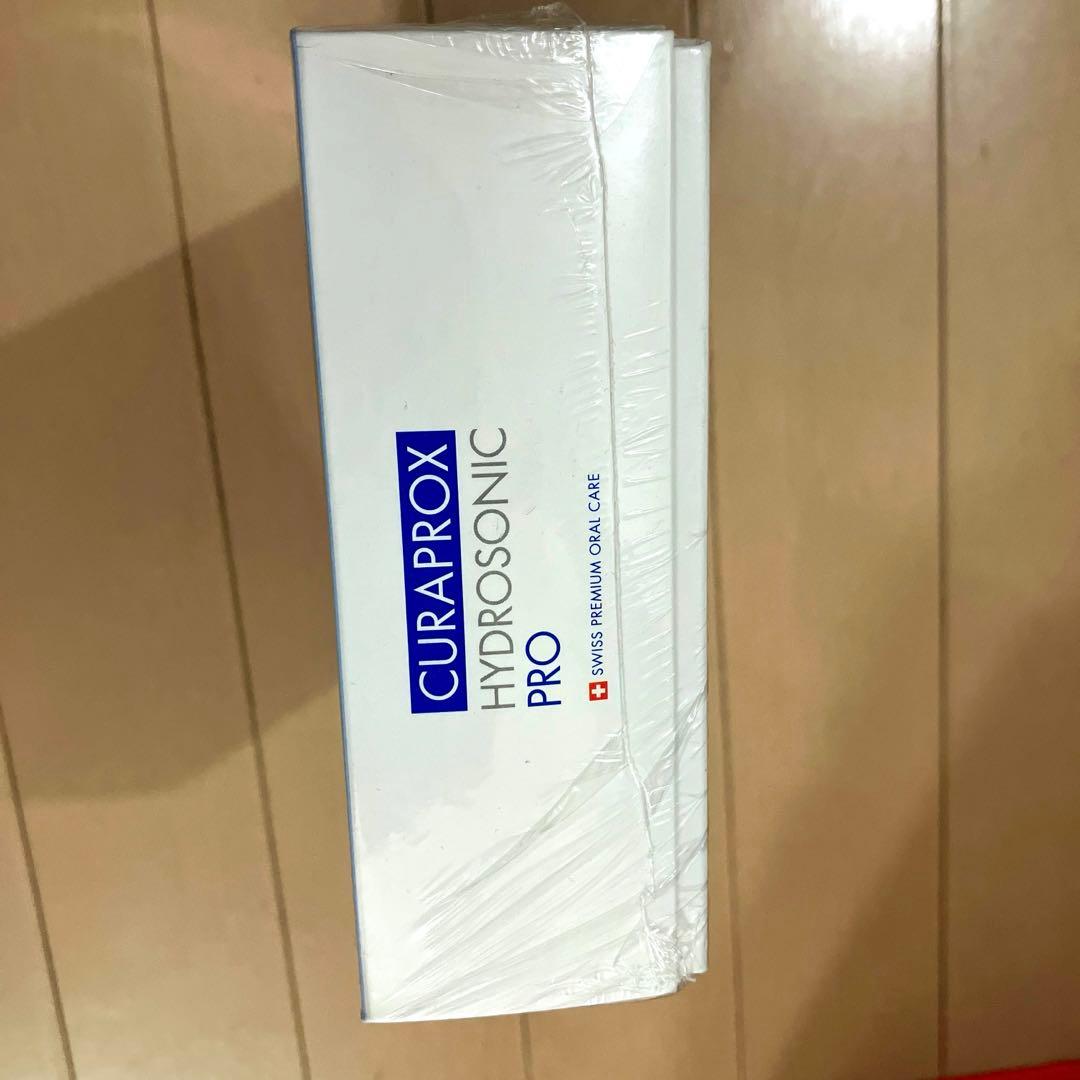 CURAPROX
HYDROSONIC
PRO
SWISS PREMIUM ORAL CARE